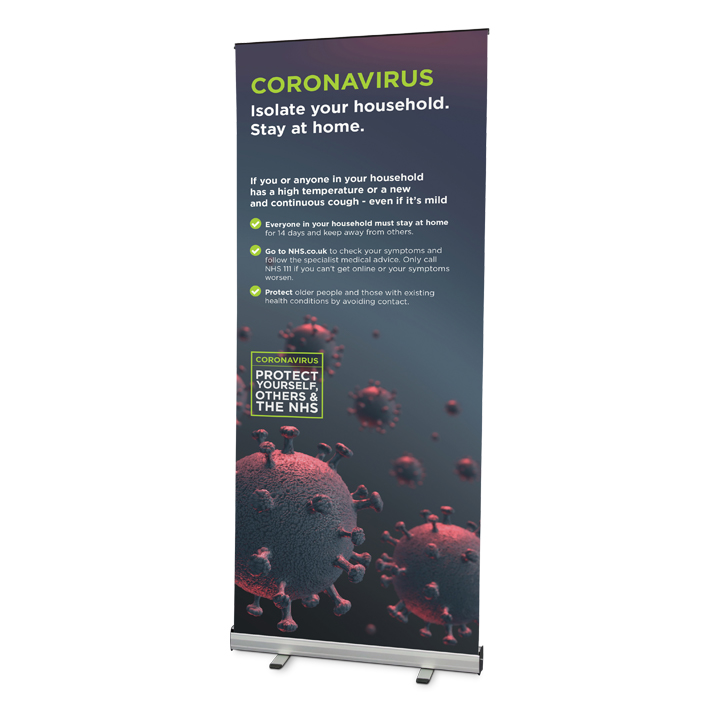 CORONAVIRUS
Isolate your household.
Stay at home.
If you or anyone in your household
has a high temperature or a new
and continuous cough - even if it's mild
Everyone in your household must stay at home
for 14 days and keep away from others.
Go to NHS.co.uk to check your symptoms and
follow the specialist medical advice. Only call
NHS 111 if you can't get online or your symptoms
worsen.
Protect older people and those with existing
health conditions by avoiding contact.
CORONAVIRUS
PROTECT
YOURSELF,
OTHERS &
THE NHS